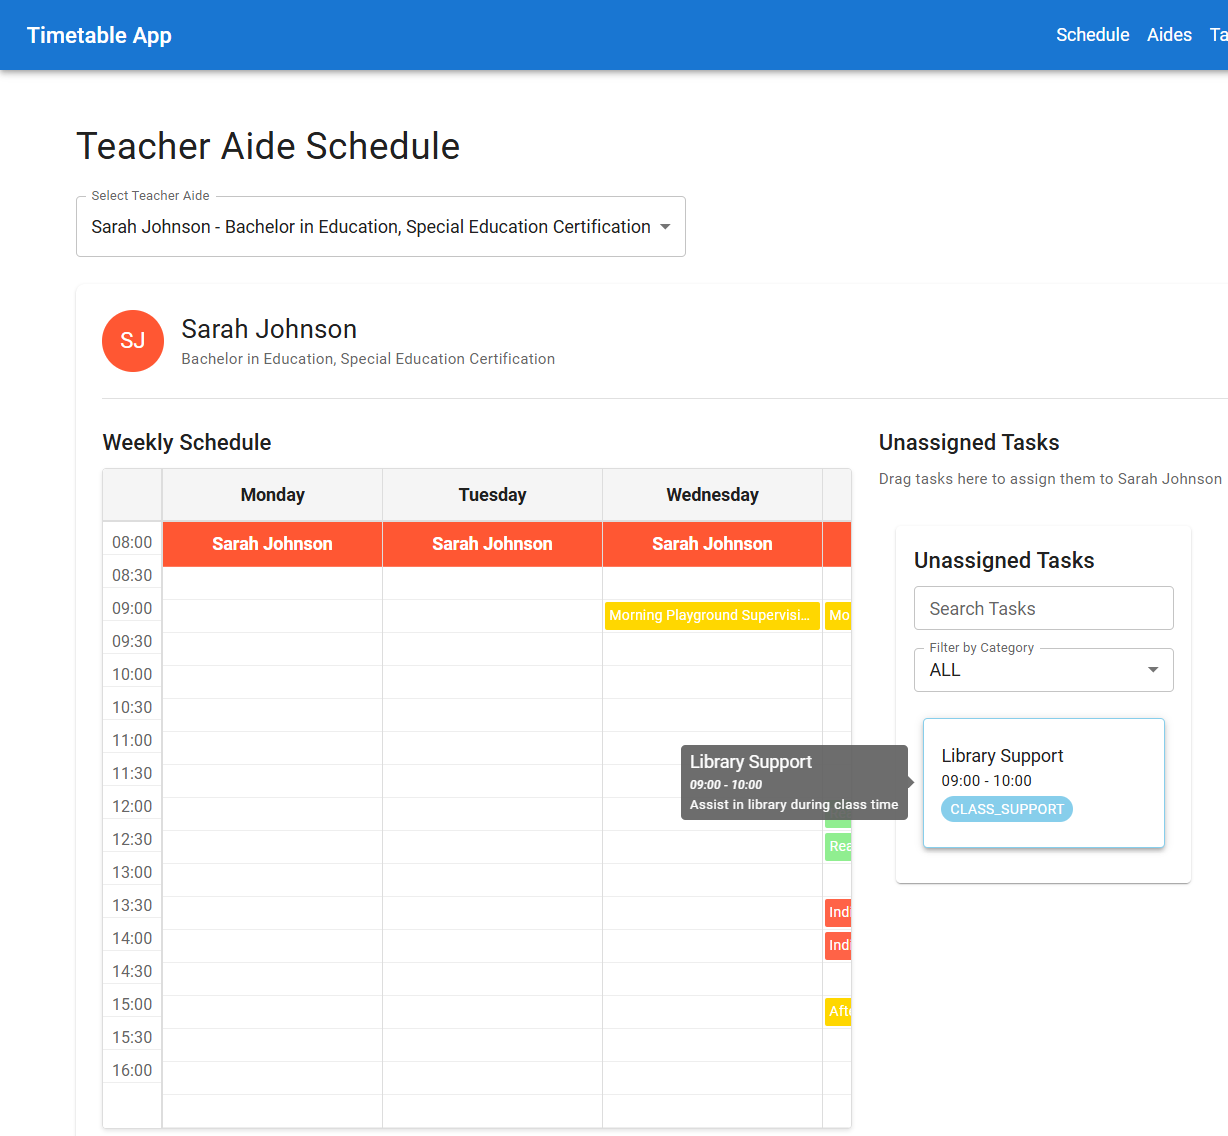 Timetable App
Schedule Aides Ta
Teacher Aide Schedule
Select Teacher Aide
Sarah Johnson - Bachelor in Education, Special Education Certification
SJ
Sarah Johnson
Bachelor in Education, Special Education Certification
Weekly Schedule
Monday Tuesday Wednesday
08:00 Sarah Johnson Sarah Johnson Sarah Johnson
08:30
09:00 Morning Playground Supervisi... Mo
09:30
10:00
10:30
11:00
11:30
12:00
12:30 Rea
13:00
13:30 Indi
14:00 Indi
14:30
15:00 Afte
15:30
16:00
Library Support
09:00 - 10:00
Assist in library during class time
Unassigned Tasks
Drag tasks here to assign them to Sarah Johnson
Unassigned Tasks
Search Tasks
Filter by Category
ALL
Library Support
09:00 - 10:00
CLASS_SUPPORT